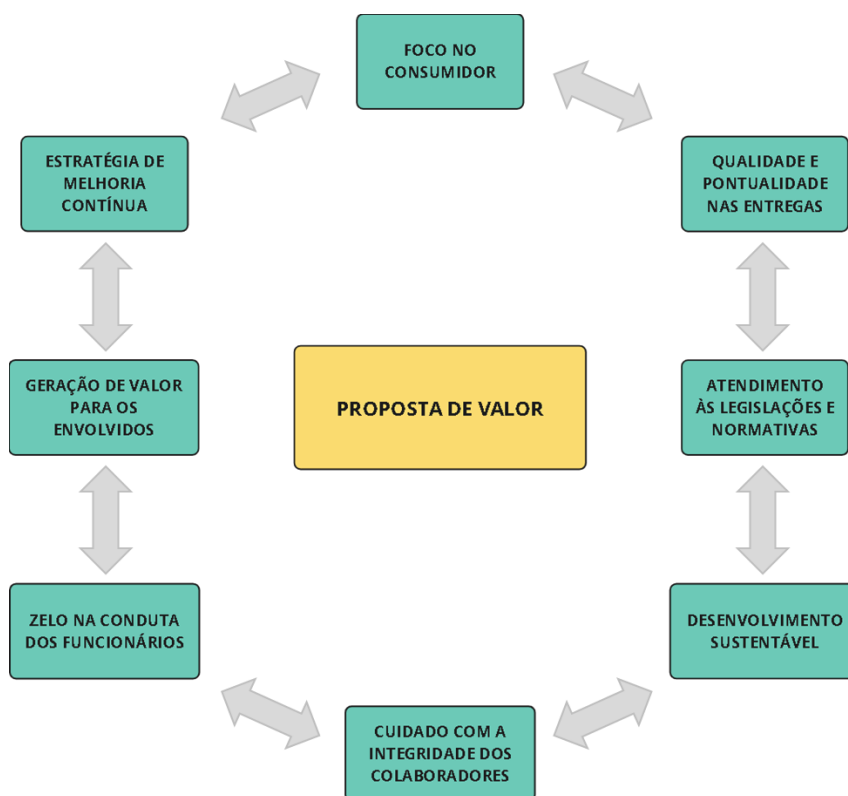 FOCO NO
CONSUMIDOR
ESTRATÉGIA DE
MELHORIA
CONTÍNUA
QUALIDADE E
PONTUALIDADE
NAS ENTREGAS
GERAÇÃO DE VALOR
PARA OS
ENVOLVIDOS
PROPOSTA DE VALOR
ATENDIMENTO
ÀS LEGISLAÇÕES E
NORMATIVAS
ZELO NA CONDUTA
DOS FUNCIONÁRIOS
DESENVOLVIMENTO
SUSTENTÁVEL
CUIDADO COM A
INTEGRIDADE DOS
COLABORADORES